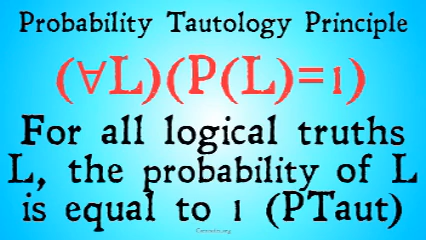 Probability Tautology Principle
(∀L)(P(L)=1)
For all logical truths
L, the probability of L
is equal to 1 (PTaut)